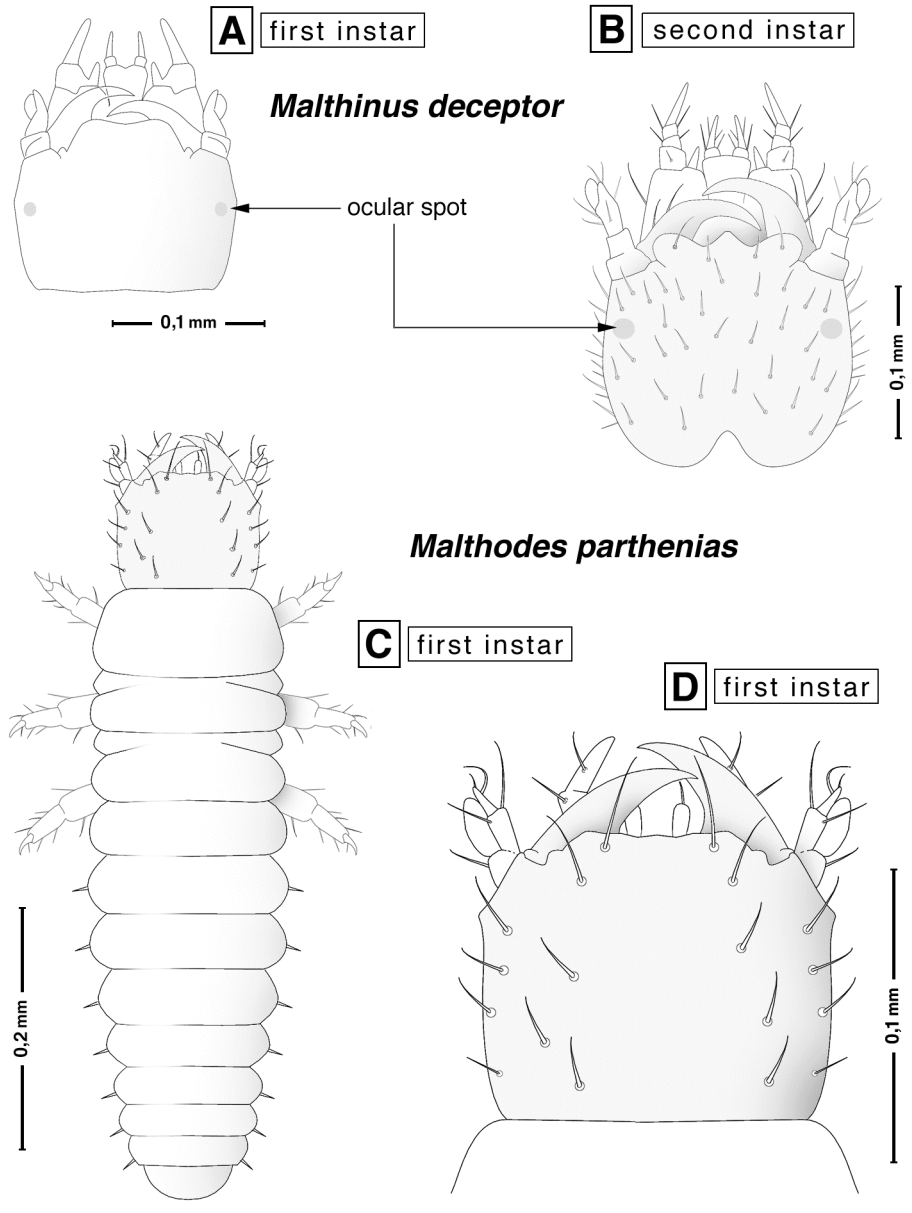 A first instar
B second instar
Malthinus deceptor
ocular spot
0,1 mm
0,1 mm
Malthodes parthenias
C first instar
D first instar
0,2 mm
0,1 mm